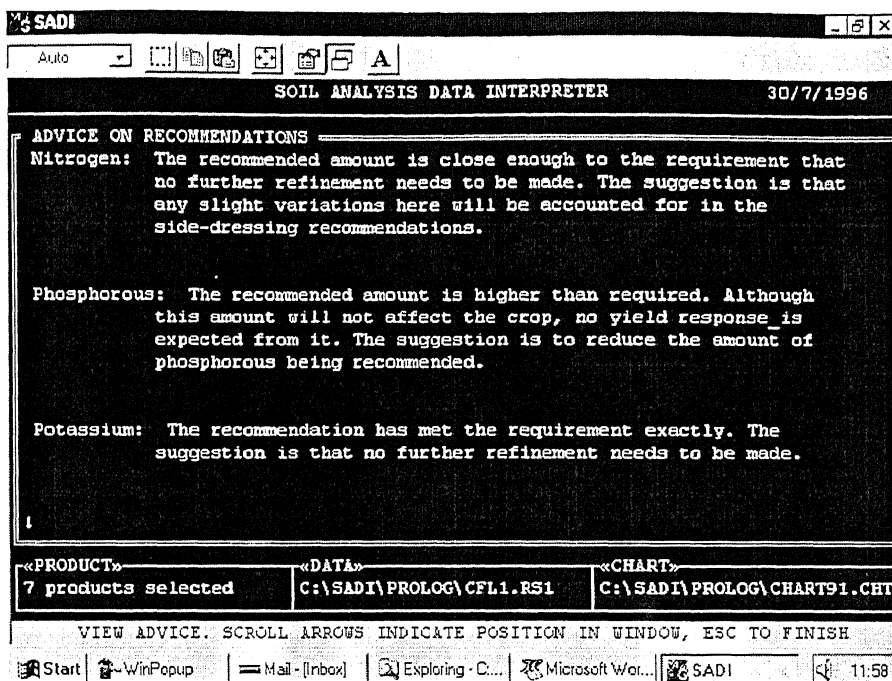 SADI
Auto
A
SOIL ANALYSIS DATA INTERPRETER 30/7/1996
ADVICE ON RECOMMENDATIONS
Nitrogen: The recommended amount is close enough to the requirement that
no further refinement needs to be made. The suggestion is that
any slight variations here will be accounted for in the
side-dressing recommendations.
Phosphorous: The recommended amount is higher than required. Although
this amount will not affect the crop, no yield response_is
expected from it. The suggestion is to reduce the amount of
phosphorous being recommended.
Potassium: The recommendation has met the requirement exactly. The
suggestion is that no further refinement needs to be made.
«PRODUCT» «DATA» «CHART»
7 products selected C:\SADI\PROLOG\CFL1.RS1 C:\SADI\PROLOG\CHART91.CHT
VIEW ADVICE. SCROLL ARROWS INDICATE POSITION IN WINDOW, ESC TO FINISH
Start WinPopup Mail - [Inbox] Exploring - C:... Microsoft Wor... SADI 11:58